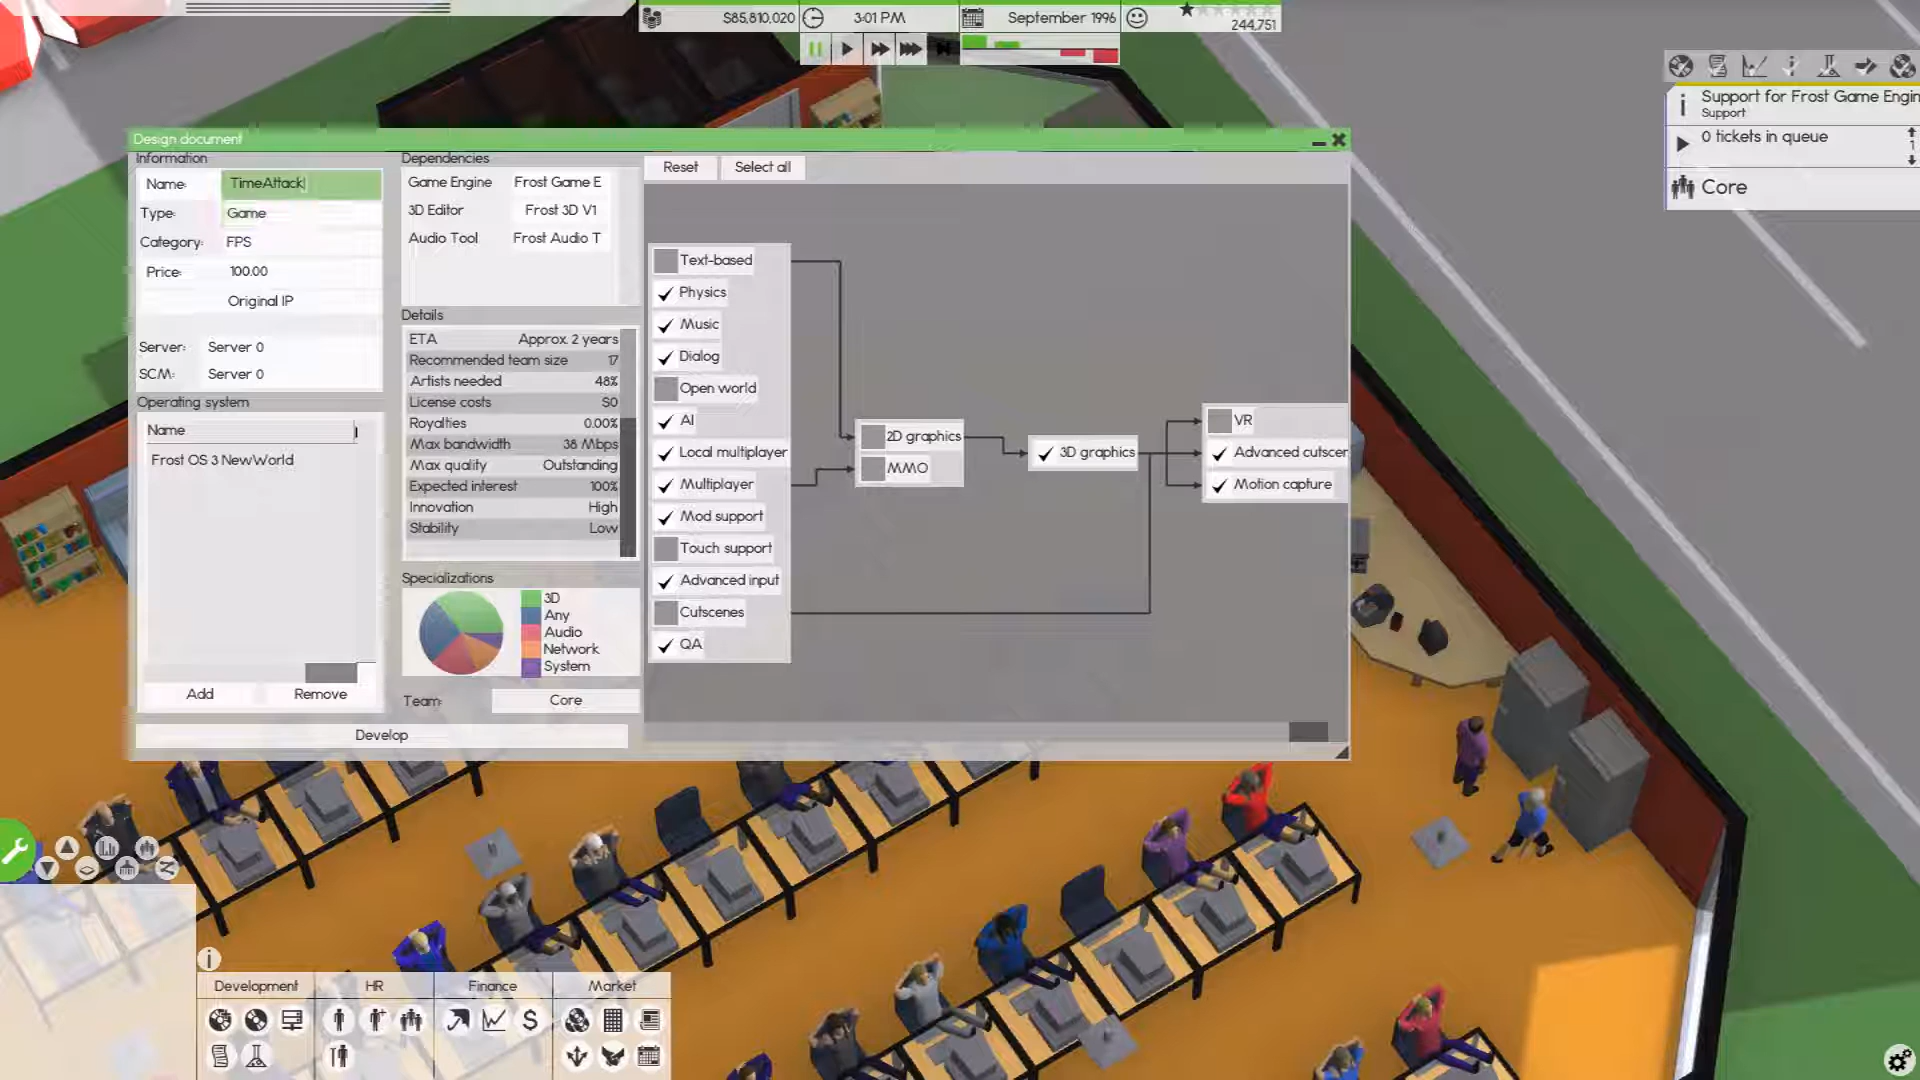 $85,810,020
3:01 PM
September 1996
244,751
Support for Frost Game Engin
Support
0 tickets in queue
1
Core
Design document
Information
Name: TimeAttack
Type: Game
Category: FPS
Price: 100.00
Original IP
Server: Server 0
SCM: Server 0
Operating system
Name
Frost OS 3 NewWorld
Add Remove
Develop
Dependencies
Game Engine Frost Game E
3D Editor Frost 3D V1
Audio Tool Frost Audio T
Details
ETA Approx. 2 years
Recommended team size 17
Artists needed 48%
License costs $0
Royalties 0.00%
Max bandwidth 38 Mbps
Max quality Outstanding
Expected interest 100%
Innovation High
Stability Low
Specializations
3D
Any
Audio
Network
System
Team: Core
Reset Select all
Text-based
Physics
Music
Dialog
Open world
AI
Local multiplayer
Multiplayer
Mod support
Touch support
Advanced input
Cutscenes
QA
2D graphics
MMO
3D graphics
VR
Advanced cutscen
Motion capture
Development HR Finance Market